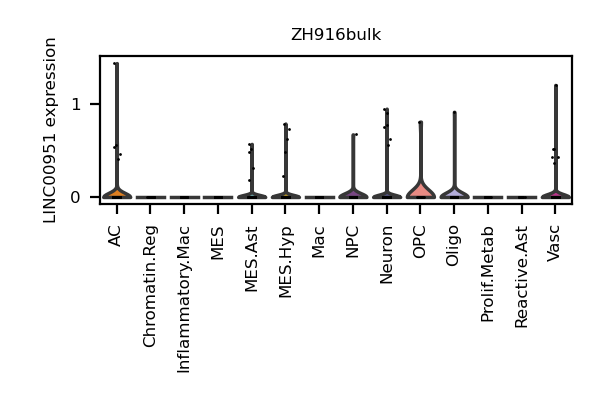 ZH916bulk
LINC00951 expression
1
0
AC
Chromatin.Reg
Inflammatory.Mac
MES
MES.Ast
MES.Hyp
Mac
NPC
Neuron
OPC
Oligo
Prolif.Metab
Reactive.Ast
Vasc